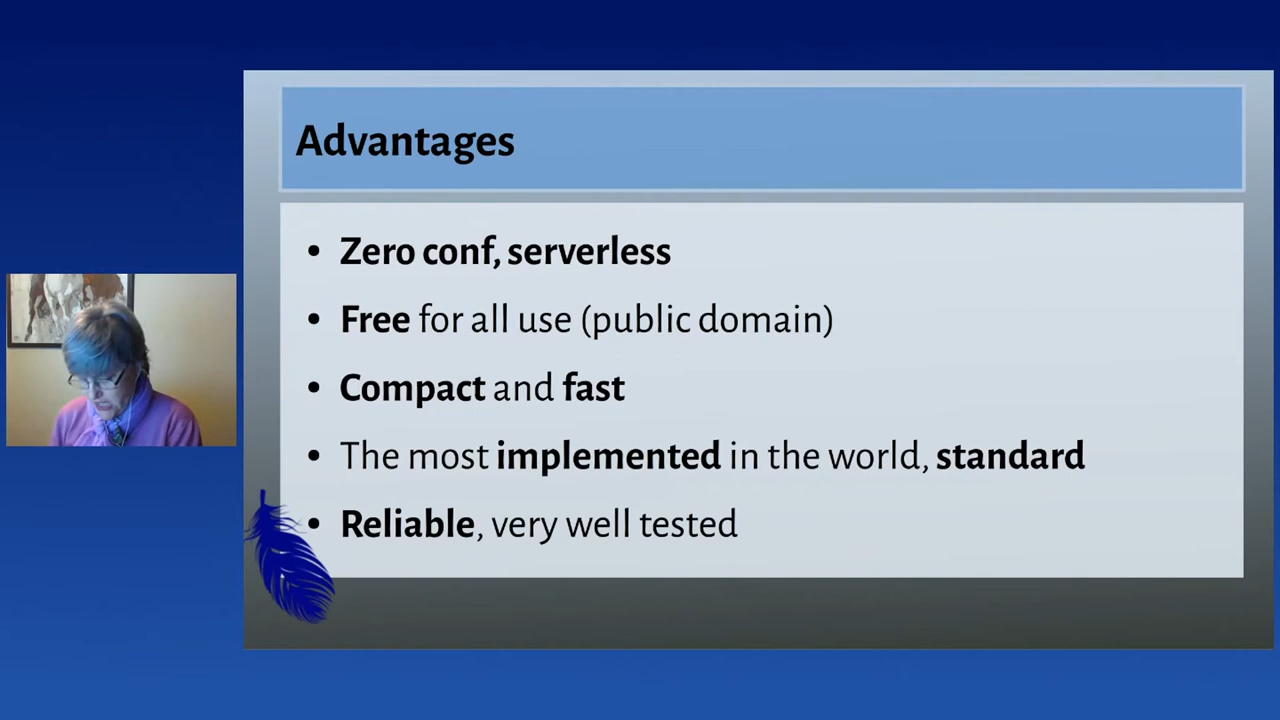 Advantages
• Zero conf, serverless
• Free for all use (public domain)
• Compact and fast
• The most implemented in the world, standard
• Reliable, very well tested